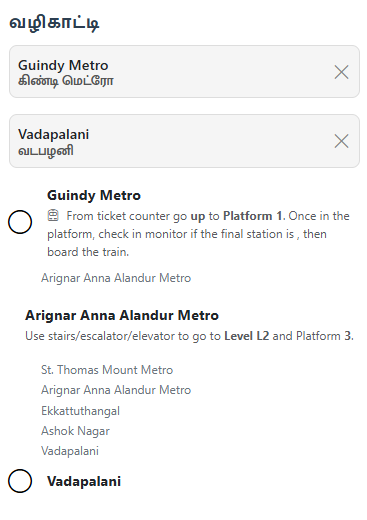 வழிகாட்டி
Guindy Metro
கிண்டி மெட்ரோ
Vadapalani
வடபழனி
Guindy Metro
From ticket counter go up to Platform 1. Once in the
platform, check in monitor if the final station is , then
board the train.
Arignar Anna Alandur Metro
Arignar Anna Alandur Metro
Use stairs/escalator/elevator to go to Level L2 and Platform 3.
St. Thomas Mount Metro
Arignar Anna Alandur Metro
Ekkattuthangal
Ashok Nagar
Vadapalani
Vadapalani